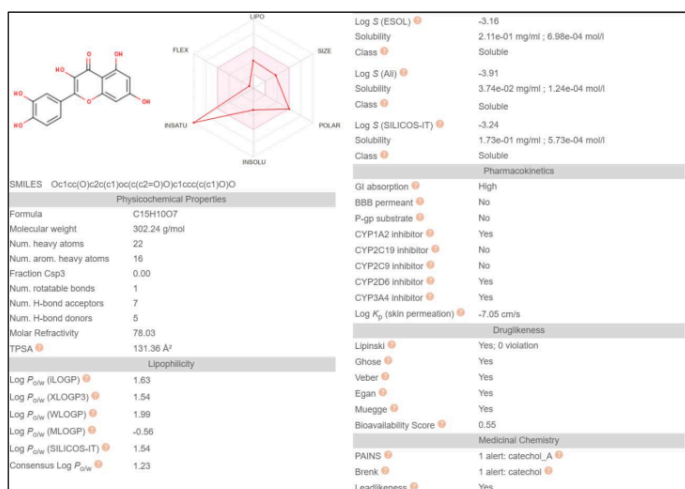 LIPO
FLEX
SIZE
INSATU
POLAR
INSOLU
HO
O
OH
HO
O
OH
HO
SMILES Oc1cc(O)c2c(c1)oc(c(c2=O)O)c1ccc(c(c1)O)O
Physicochemical Properties
Formula C15H10O7
Molecular weight 302.24 g/mol
Num. heavy atoms 22
Num. arom. heavy atoms 16
Fraction Csp3 0.00
Num. rotatable bonds 1
Num. H-bond acceptors 7
Num. H-bond donors 5
Molar Refractivity 78.03
TPSA ? 131.36 Å²
Lipophilicity
Log Po/w (iLOGP) ? 1.63
Log Po/w (XLOGP3) ? 1.54
Log Po/w (WLOGP) ? 1.99
Log Po/w (MLOGP) ? -0.56
Log Po/w (SILICOS-IT) ? 1.54
Consensus Log Po/w ? 1.23
Log S (ESOL) ? -3.16
Solubility 2.11e-01 mg/ml ; 6.98e-04 mol/l
Class ? Soluble
Log S (Ali) ? -3.91
Solubility 3.74e-02 mg/ml ; 1.24e-04 mol/l
Class ? Soluble
Log S (SILICOS-IT) ? -3.24
Solubility 1.73e-01 mg/ml ; 5.73e-04 mol/l
Class ? Soluble
Pharmacokinetics
GI absorption ? High
BBB permeant ? No
P-gp substrate ? No
CYP1A2 inhibitor ? Yes
CYP2C19 inhibitor ? No
CYP2C9 inhibitor ? No
CYP2D6 inhibitor ? Yes
CYP3A4 inhibitor ? Yes
Log Kp (skin permeation) ? -7.05 cm/s
Druglikeness
Lipinski ? Yes; 0 violation
Ghose ? Yes
Veber ? Yes
Egan ? Yes
Muegge ? Yes
Bioavailability Score ? 0.55
Medicinal Chemistry
PAINS ? 1 alert: catechol_A ?
Brenk ? 1 alert: catechol ?
Leadlikeness ? Yes